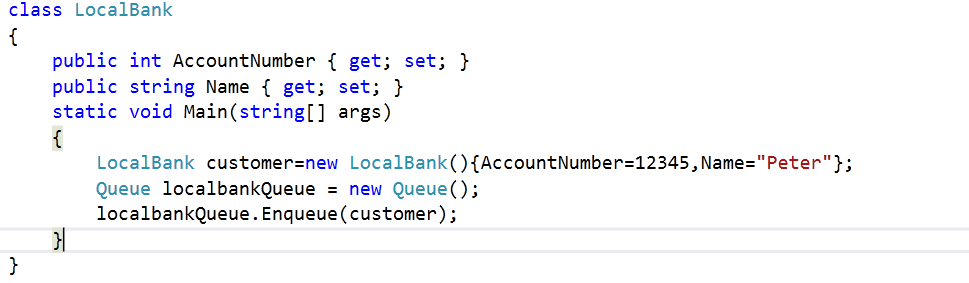 class LocalBank
{
    public int AccountNumber { get; set; }
    public string Name { get; set; }
    static void Main(string[] args)
    {
        LocalBank customer=new LocalBank(){AccountNumber=12345,Name="Peter"};
        Queue localbankQueue = new Queue();
        localbankQueue.Enqueue(customer);
    }
}